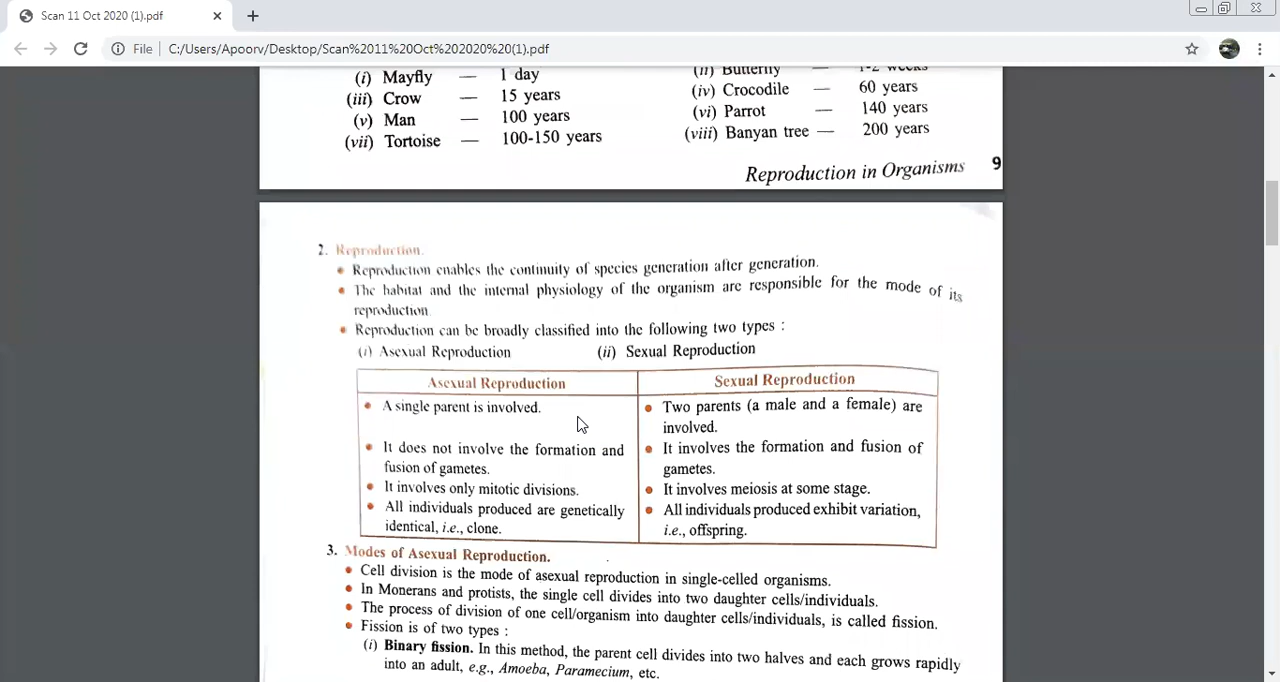 Scan 11 Oct 2020 (1).pdf
File
C:/Users/Apoorv/Desktop/Scan%2011%20Oct%202020%20(1).pdf
(i) Mayfly — 1 day
(ii) Butterfly — 1-2 weeks
(iii) Crow — 15 years
(iv) Crocodile — 60 years
(v) Man — 100 years
(vi) Parrot — 140 years
(vii) Tortoise — 100-150 years
(viii) Banyan tree — 200 years
Reproduction in Organisms 9
2. Reproduction.
• Reproduction enables the continuity of species generation after generation.
• The habitat and the internal physiology of the organism are responsible for the mode of its
reproduction.
• Reproduction can be broadly classified into the following two types :
(i) Asexual Reproduction (ii) Sexual Reproduction
Asexual Reproduction
• A single parent is involved.
• It does not involve the formation and
fusion of gametes.
• It involves only mitotic divisions.
• All individuals produced are genetically
identical, i.e., clone.
Sexual Reproduction
• Two parents (a male and a female) are
involved.
• It involves the formation and fusion of
gametes.
• It involves meiosis at some stage.
• All individuals produced exhibit variation,
i.e., offspring.
3. Modes of Asexual Reproduction.
• Cell division is the mode of asexual reproduction in single-celled organisms.
• In Monerans and protists, the single cell divides into two daughter cells/individuals.
• The process of division of one cell/organism into daughter cells/individuals, is called fission.
• Fission is of two types :
(i) Binary fission. In this method, the parent cell divides into two halves and each grows rapidly
into an adult, e.g., Amoeba, Paramecium, etc.